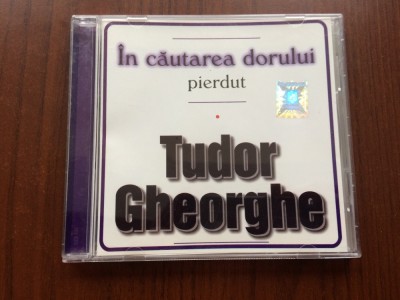 În căutarea dorului
pierdut
Tudor
Gheorghe